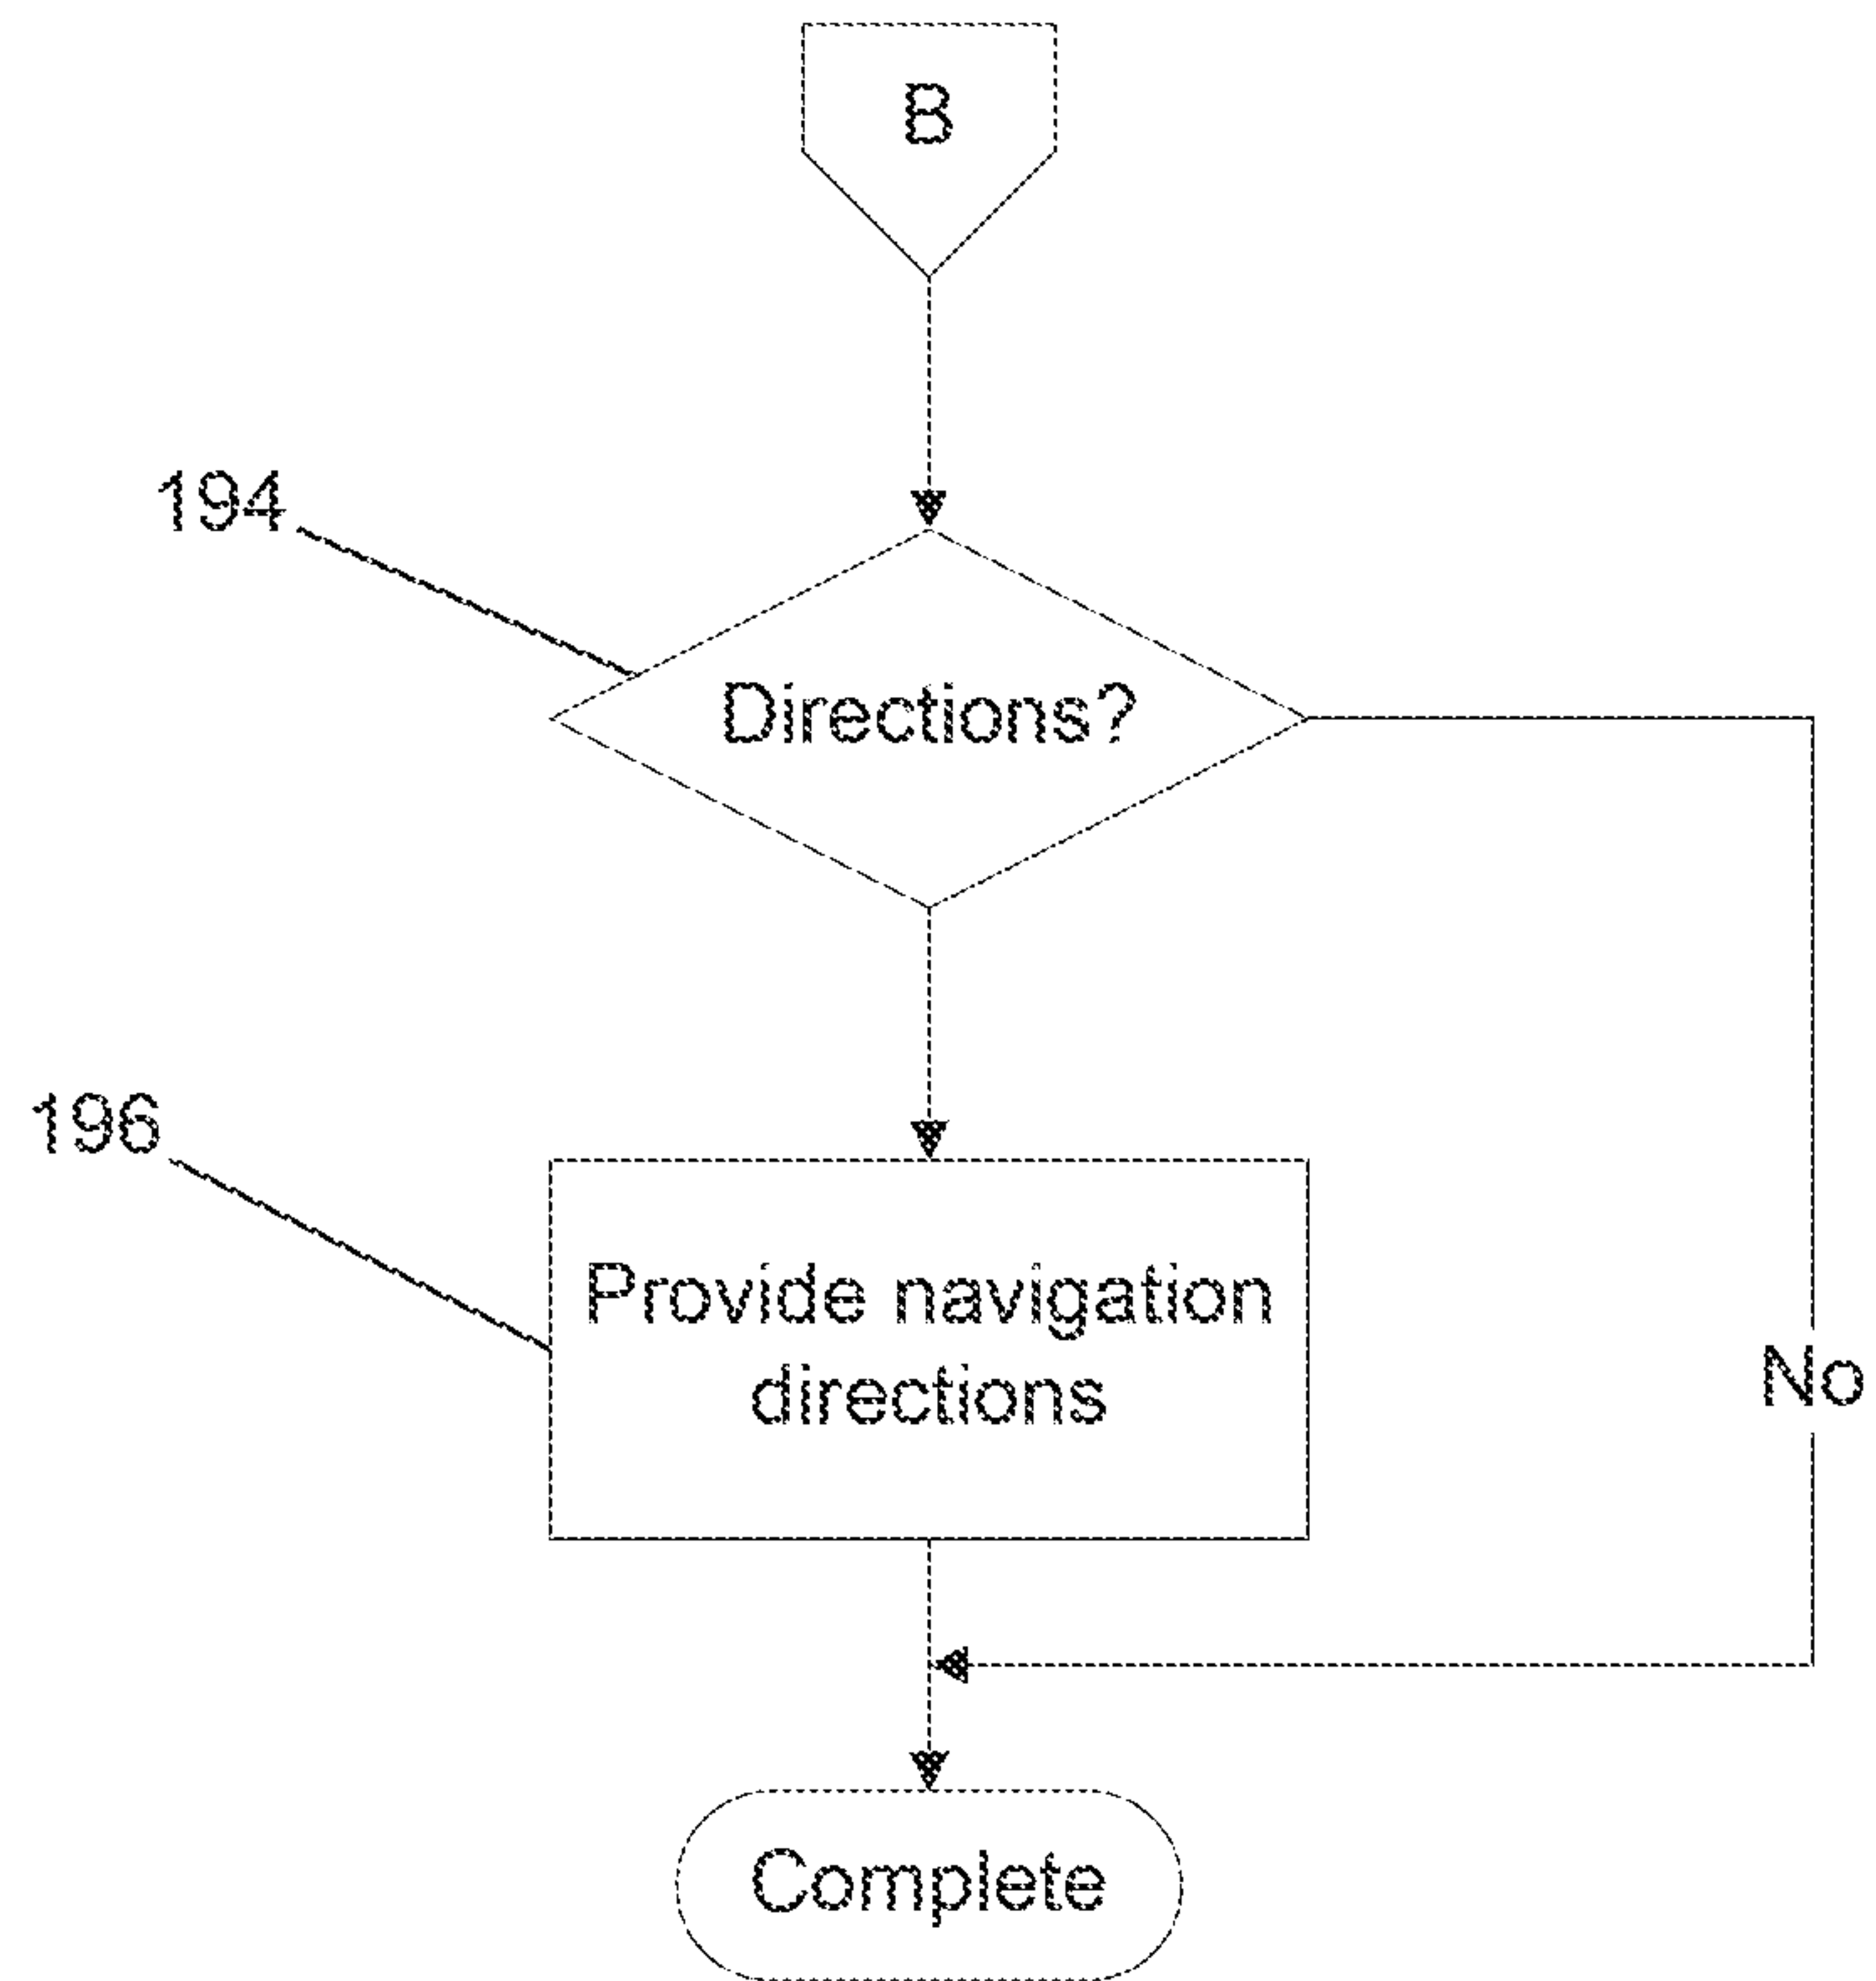 B
194
Directions?
196
Provide navigation
directions
No
Complete